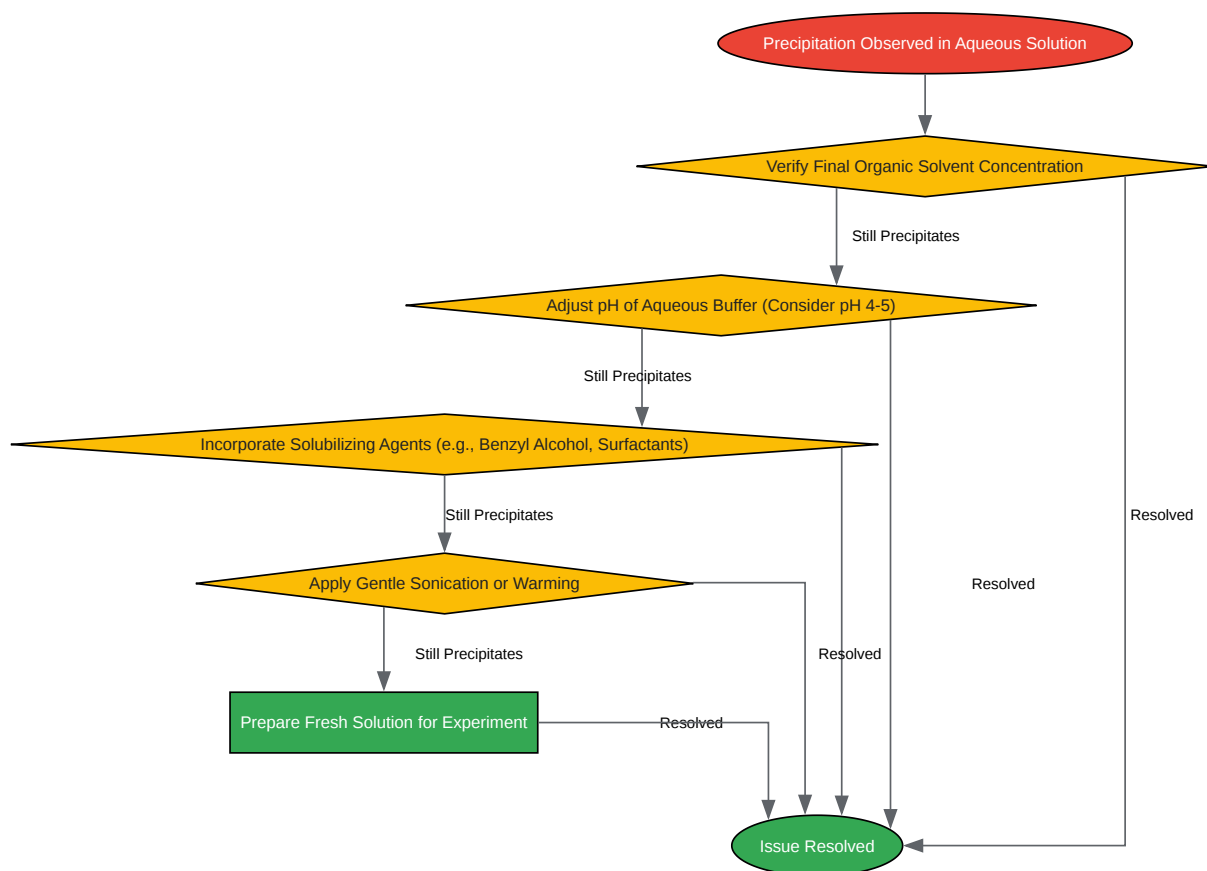 Precipitation Observed in Aqueous Solution
Verify Final Organic Solvent Concentration
Still Precipitates
Adjust pH of Aqueous Buffer (Consider pH 4-5)
Still Precipitates
Incorporate Solubilizing Agents (e.g., Benzyl Alcohol, Surfactants)
Still Precipitates
Resolved
Apply Gentle Sonication or Warming
Resolved
Still Precipitates
Resolved
Prepare Fresh Solution for Experiment
Resolved
Issue Resolved